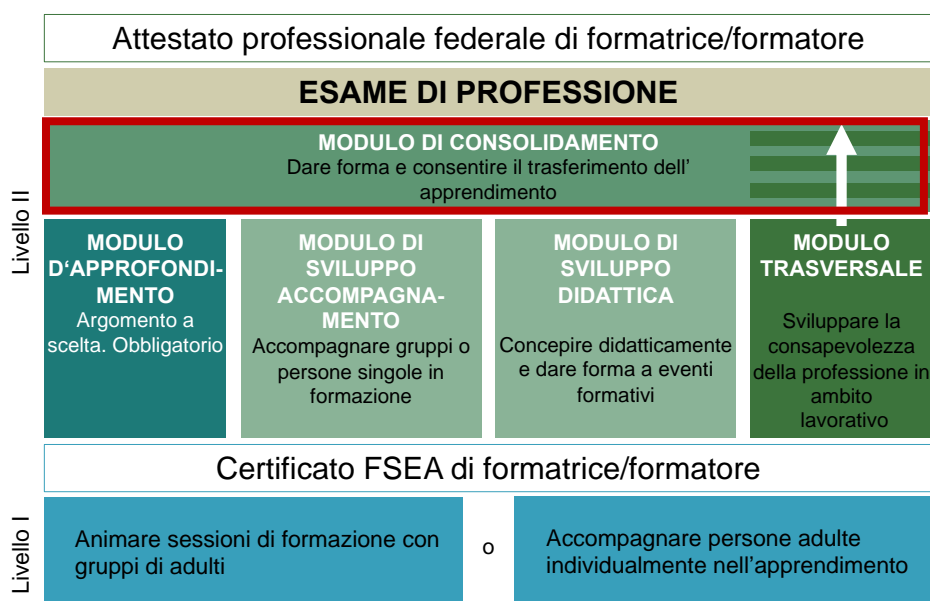 Attestato professionale federale di formatrice/formatore
ESAME DI PROFESSIONE
MODULO DI CONSOLIDAMENTO
Dare forma e consentire il trasferimento dell'
apprendimento
Livello II
MODULO
D'APPROFONDI-
MENTO
Argomento a
scelta. Obbligatorio
MODULO DI
SVILUPPO
ACCOMPAGNA-
MENTO
Accompagnare gruppi o
persone singole in
formazione
MODULO DI
SVILUPPO
DIDATTICA
Concepire didatticamente
e dare forma a eventi
formativi
MODULO
TRASVERSALE
Sviluppare la
consapevolezza
della professione in
ambito
lavorativo
Certificato FSEA di formatrice/formatore
Livello I
Animare sessioni di formazione con
gruppi di adulti
o
Accompagnare persone adulte
individualmente nell'apprendimento